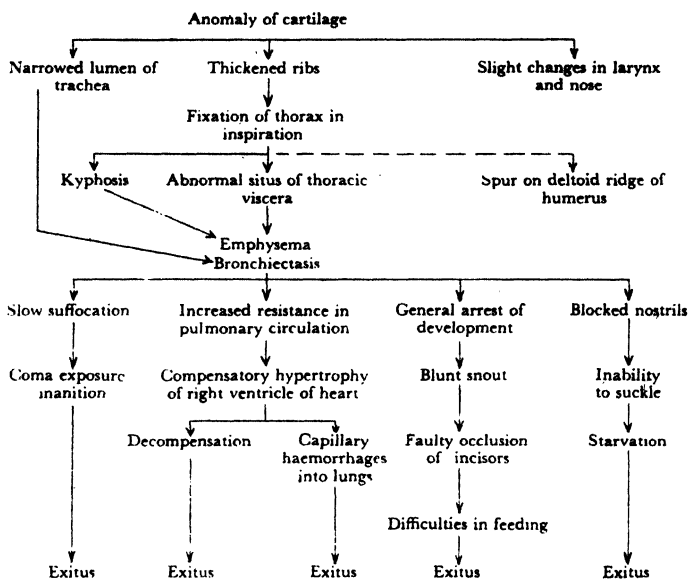 Anomaly of cartilage
Narrowed lumen of
trachea
Thickened ribs
Slight changes in larynx
and nose
Fixation of thorax in
inspiration
Kyphosis
Abnormal situs of thoracic
viscera
Spur on deltoid ridge of
humerus
Emphysema
Bronchiectasis
Slow suffocation
Increased resistance in
pulmonary circulation
General arrest of
development
Blocked nostrils
Coma exposure
inanition
Compensatory hypertrophy
of right ventricle of heart
Blunt snout
Inability
to suckle
Decompensation
Capillary
haemorrhages
into lungs
Faulty occlusion
of incisors
Starvation
Difficulties in feeding
Exitus
Exitus
Exitus
Exitus
Exitus